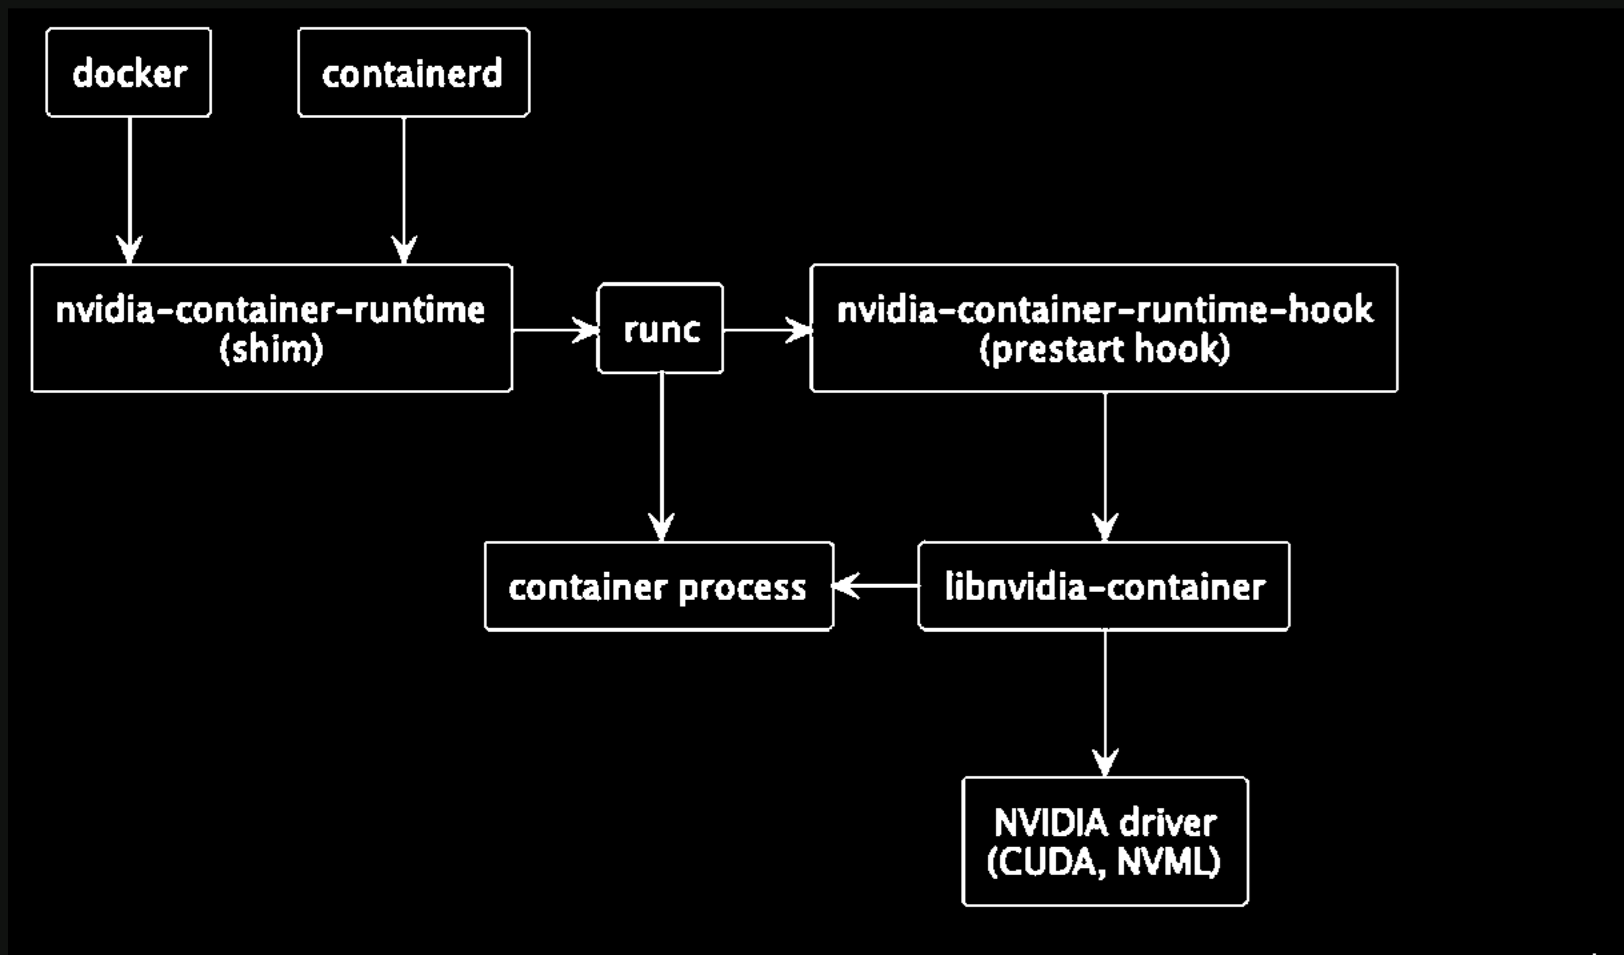 docker
containerd
nvidia-container-runtime
(shim)
runc
nvidia-container-runtime-hook
(prestart hook)
container process
libnvidia-container
NVIDIA driver
(CUDA, NVML)